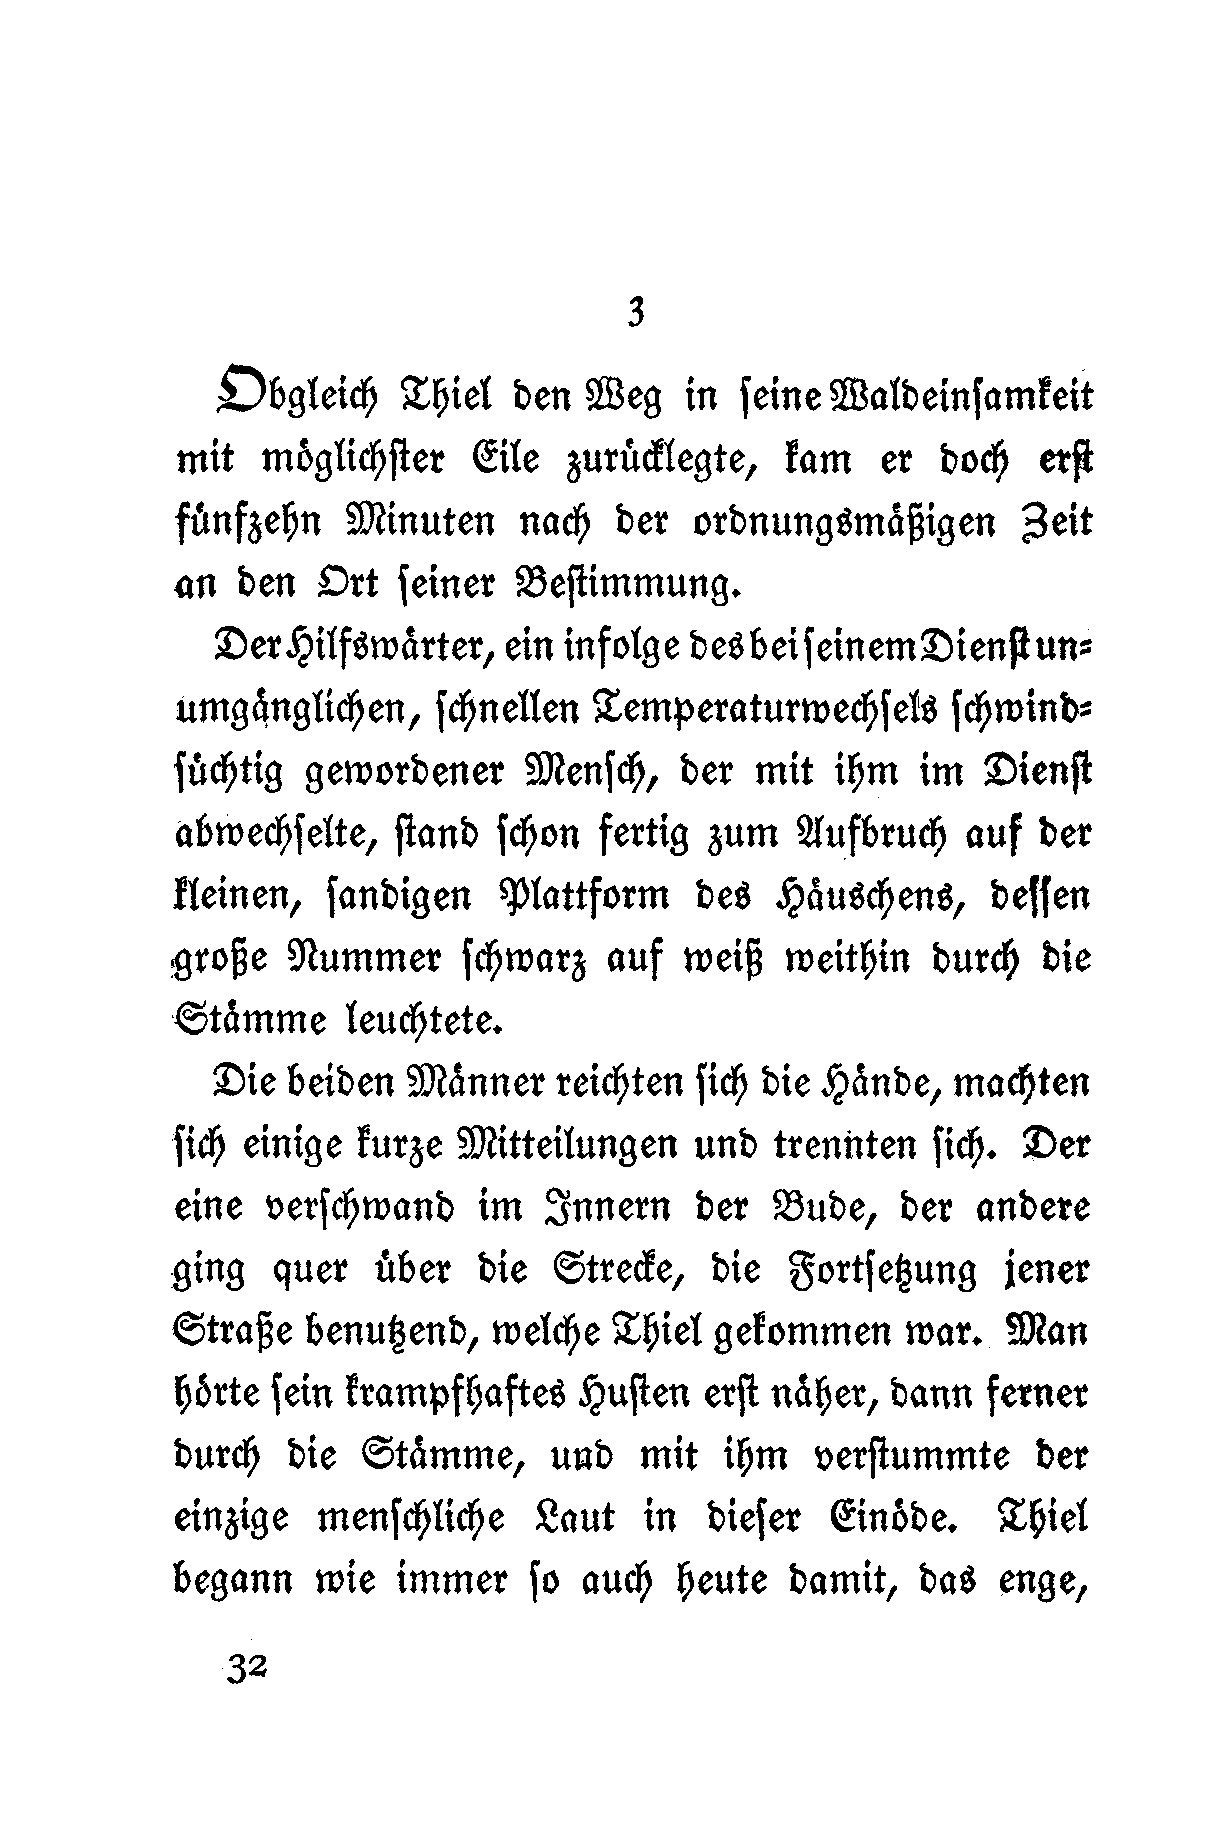 3
Obgleich Thiel den Weg in seine Waldeinsamkeit
mit möglichster Eile zurücklegte, kam er doch erst
fünfzehn Minuten nach der ordnungsmäßigen Zeit
an den Ort seiner Bestimmung.
Der Hilfswärter, ein infolge des bei seinem Dienst un-
umgänglichen, schnellen Temperaturwechsels schwind-
süchtig gewordener Mensch, der mit ihm im Dienst
abwechselte, stand schon fertig zum Aufbruch auf der
kleinen, sandigen Plattform des Häuschens, dessen
große Nummer schwarz auf weiß weithin durch die
Stämme leuchtete.
Die beiden Männer reichten sich die Hände, machten
sich einige kurze Mitteilungen und trennten sich. Der
eine verschwand im Innern der Bude, der andere
ging quer über die Strecke, die Fortsetzung jener
Straße benutzend, welche Thiel gekommen war. Man
hörte sein krampfhaftes Husten erst näher, dann ferner
durch die Stämme, und mit ihm verstummte der
einzige menschliche Laut in dieser Einöde. Thiel
begann wie immer so auch heute damit, das enge,
32